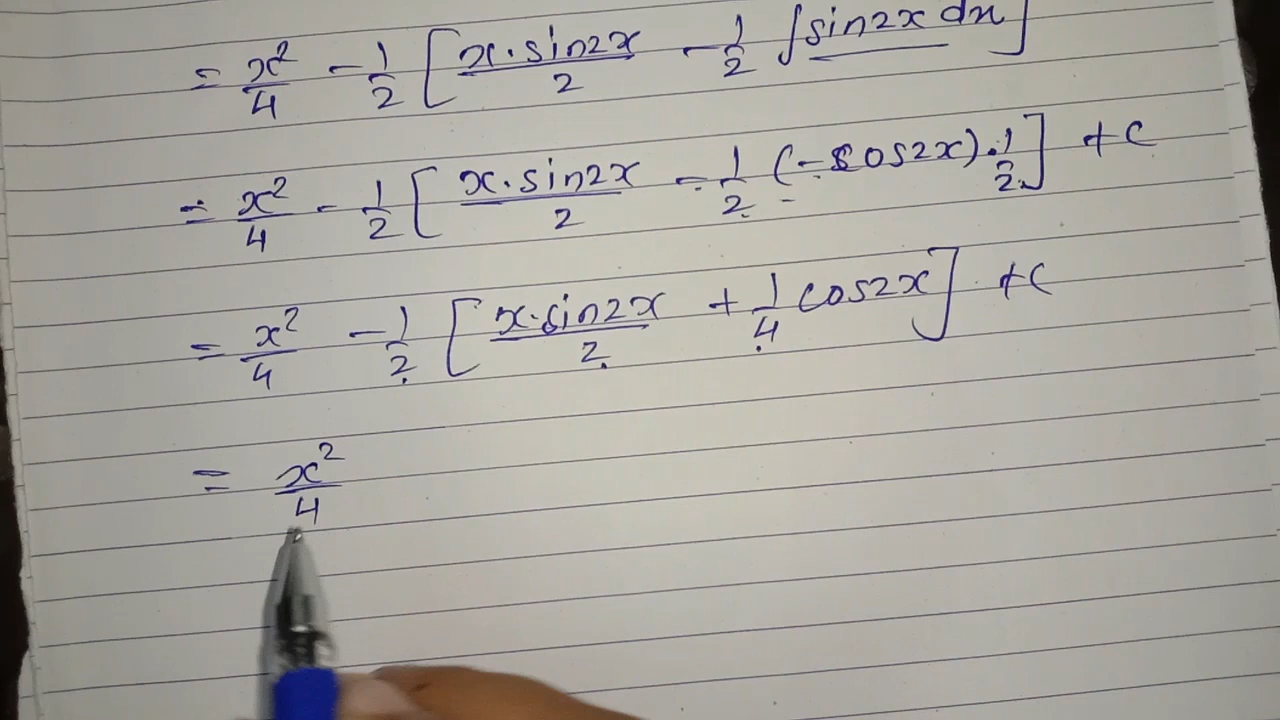 = x²/4 - 1/2 [ x·sin2x/2 - 1/2 ∫sin2x dx ]
= x²/4 - 1/2 [ x·sin2x/2 - 1/2 (-cos2x)·1/2 ] + C
= x²/4 - 1/2 [ x·sin2x/2 + 1/4 cos2x ] + C
= x²/4